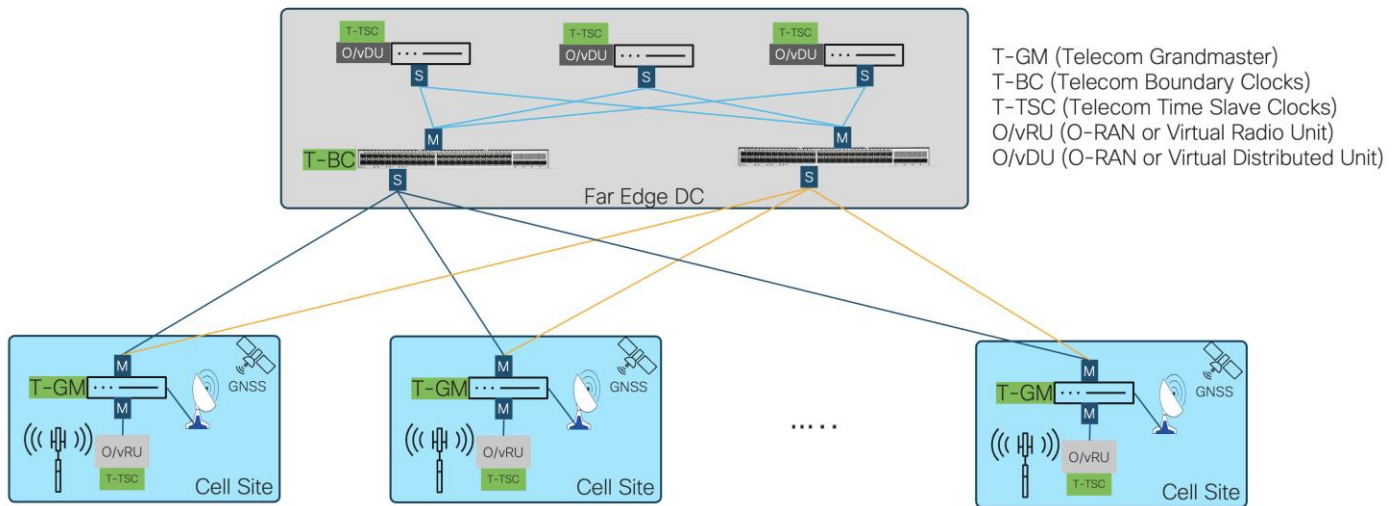 T-TSC
O/vDU
S
T-TSC
O/vDU
S
T-TSC
O/vDU
S
T-GM (Telecom Grandmaster)
T-BC (Telecom Boundary Clocks)
T-TSC (Telecom Time Slave Clocks)
O/vRU (O-RAN or Virtual Radio Unit)
O/vDU (O-RAN or Virtual Distributed Unit)
M
M
T-BC
S
S
Far Edge DC
M
GNSS
T-GM
M
O/vRU
T-TSC
Cell Site
M
GNSS
T-GM
M
O/vRU
T-TSC
Cell Site
.....
M
GNSS
T-GM
M
O/vRU
T-TSC
Cell Site